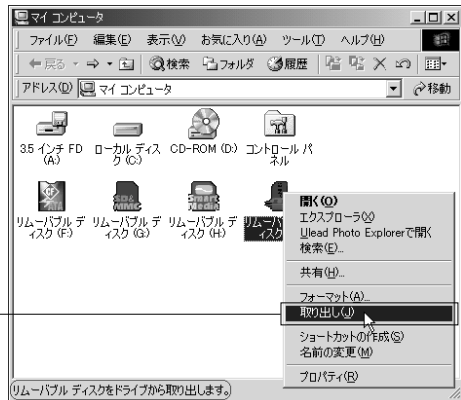 マイ コンピュータ
ファイル(F) 編集(E) 表示(V) お気に入り(A) ツール(T) ヘルプ(H)
戻る 検索 フォルダ 履歴
アドレス(D) マイ コンピュータ 移動
3.5 インチ FD (A:)
ローカル ディスク (C:)
CD-ROM (D:)
コントロール パネル
リムーバブル ディスク (F:)
リムーバブル ディスク (G:)
リムーバブル ディスク (H:)
SD& MMC
Smart Media
開く(O)
エクスプローラ(X)
Ulead Photo Explorerで開く
検索(E)...
共有(H)...
フォーマット(A)...
取り出し(J)
ショートカットの作成(S)
名前の変更(M)
プロパティ(R)
リムーバブル ディスクをドライブから取り出します。